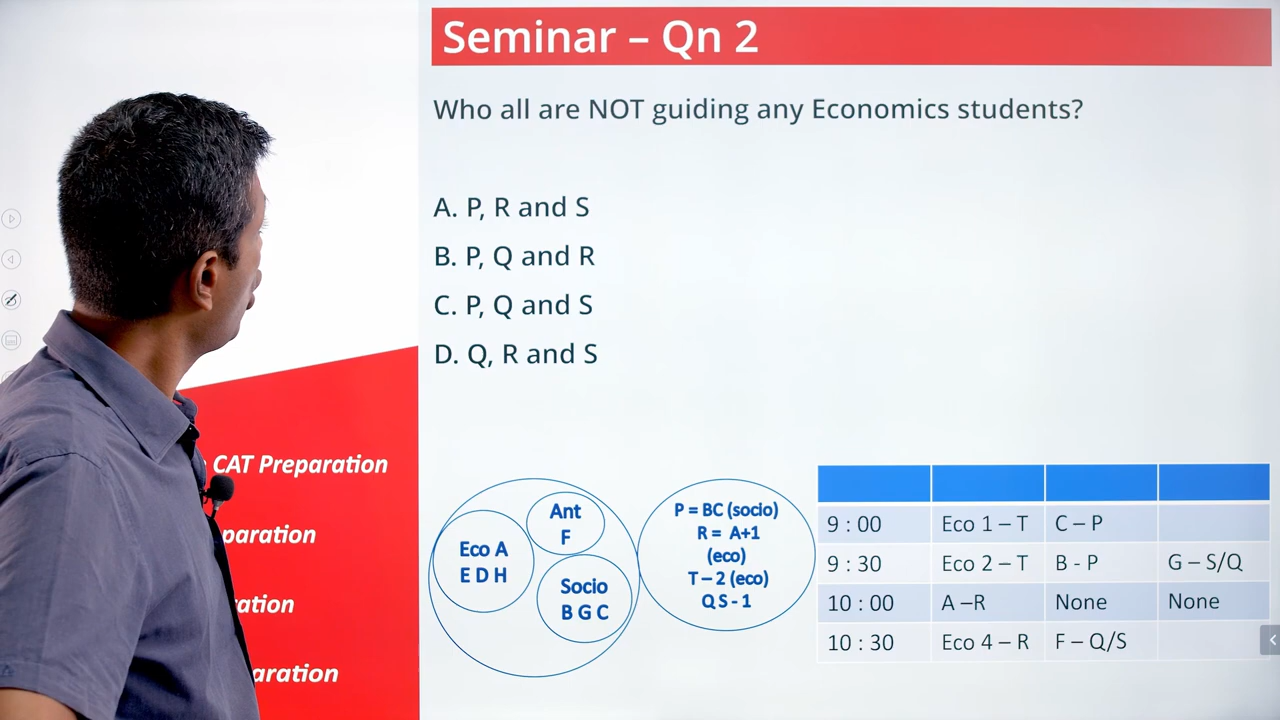 Seminar – Qn 2
Who all are NOT guiding any Economics students?
A. P, R and S
B. P, Q and R
C. P, Q and S
D. Q, R and S
CAT Preparation
paration
ation
aration
Ant
F
Eco A
E D H
Socio
B G C
P = BC (socio)
R = A+1
(eco)
T – 2 (eco)
Q S - 1
9 : 00 Eco 1 – T C – P
9 : 30 Eco 2 – T B - P G – S/Q
10 : 00 A –R None None
10 : 30 Eco 4 – R F – Q/S